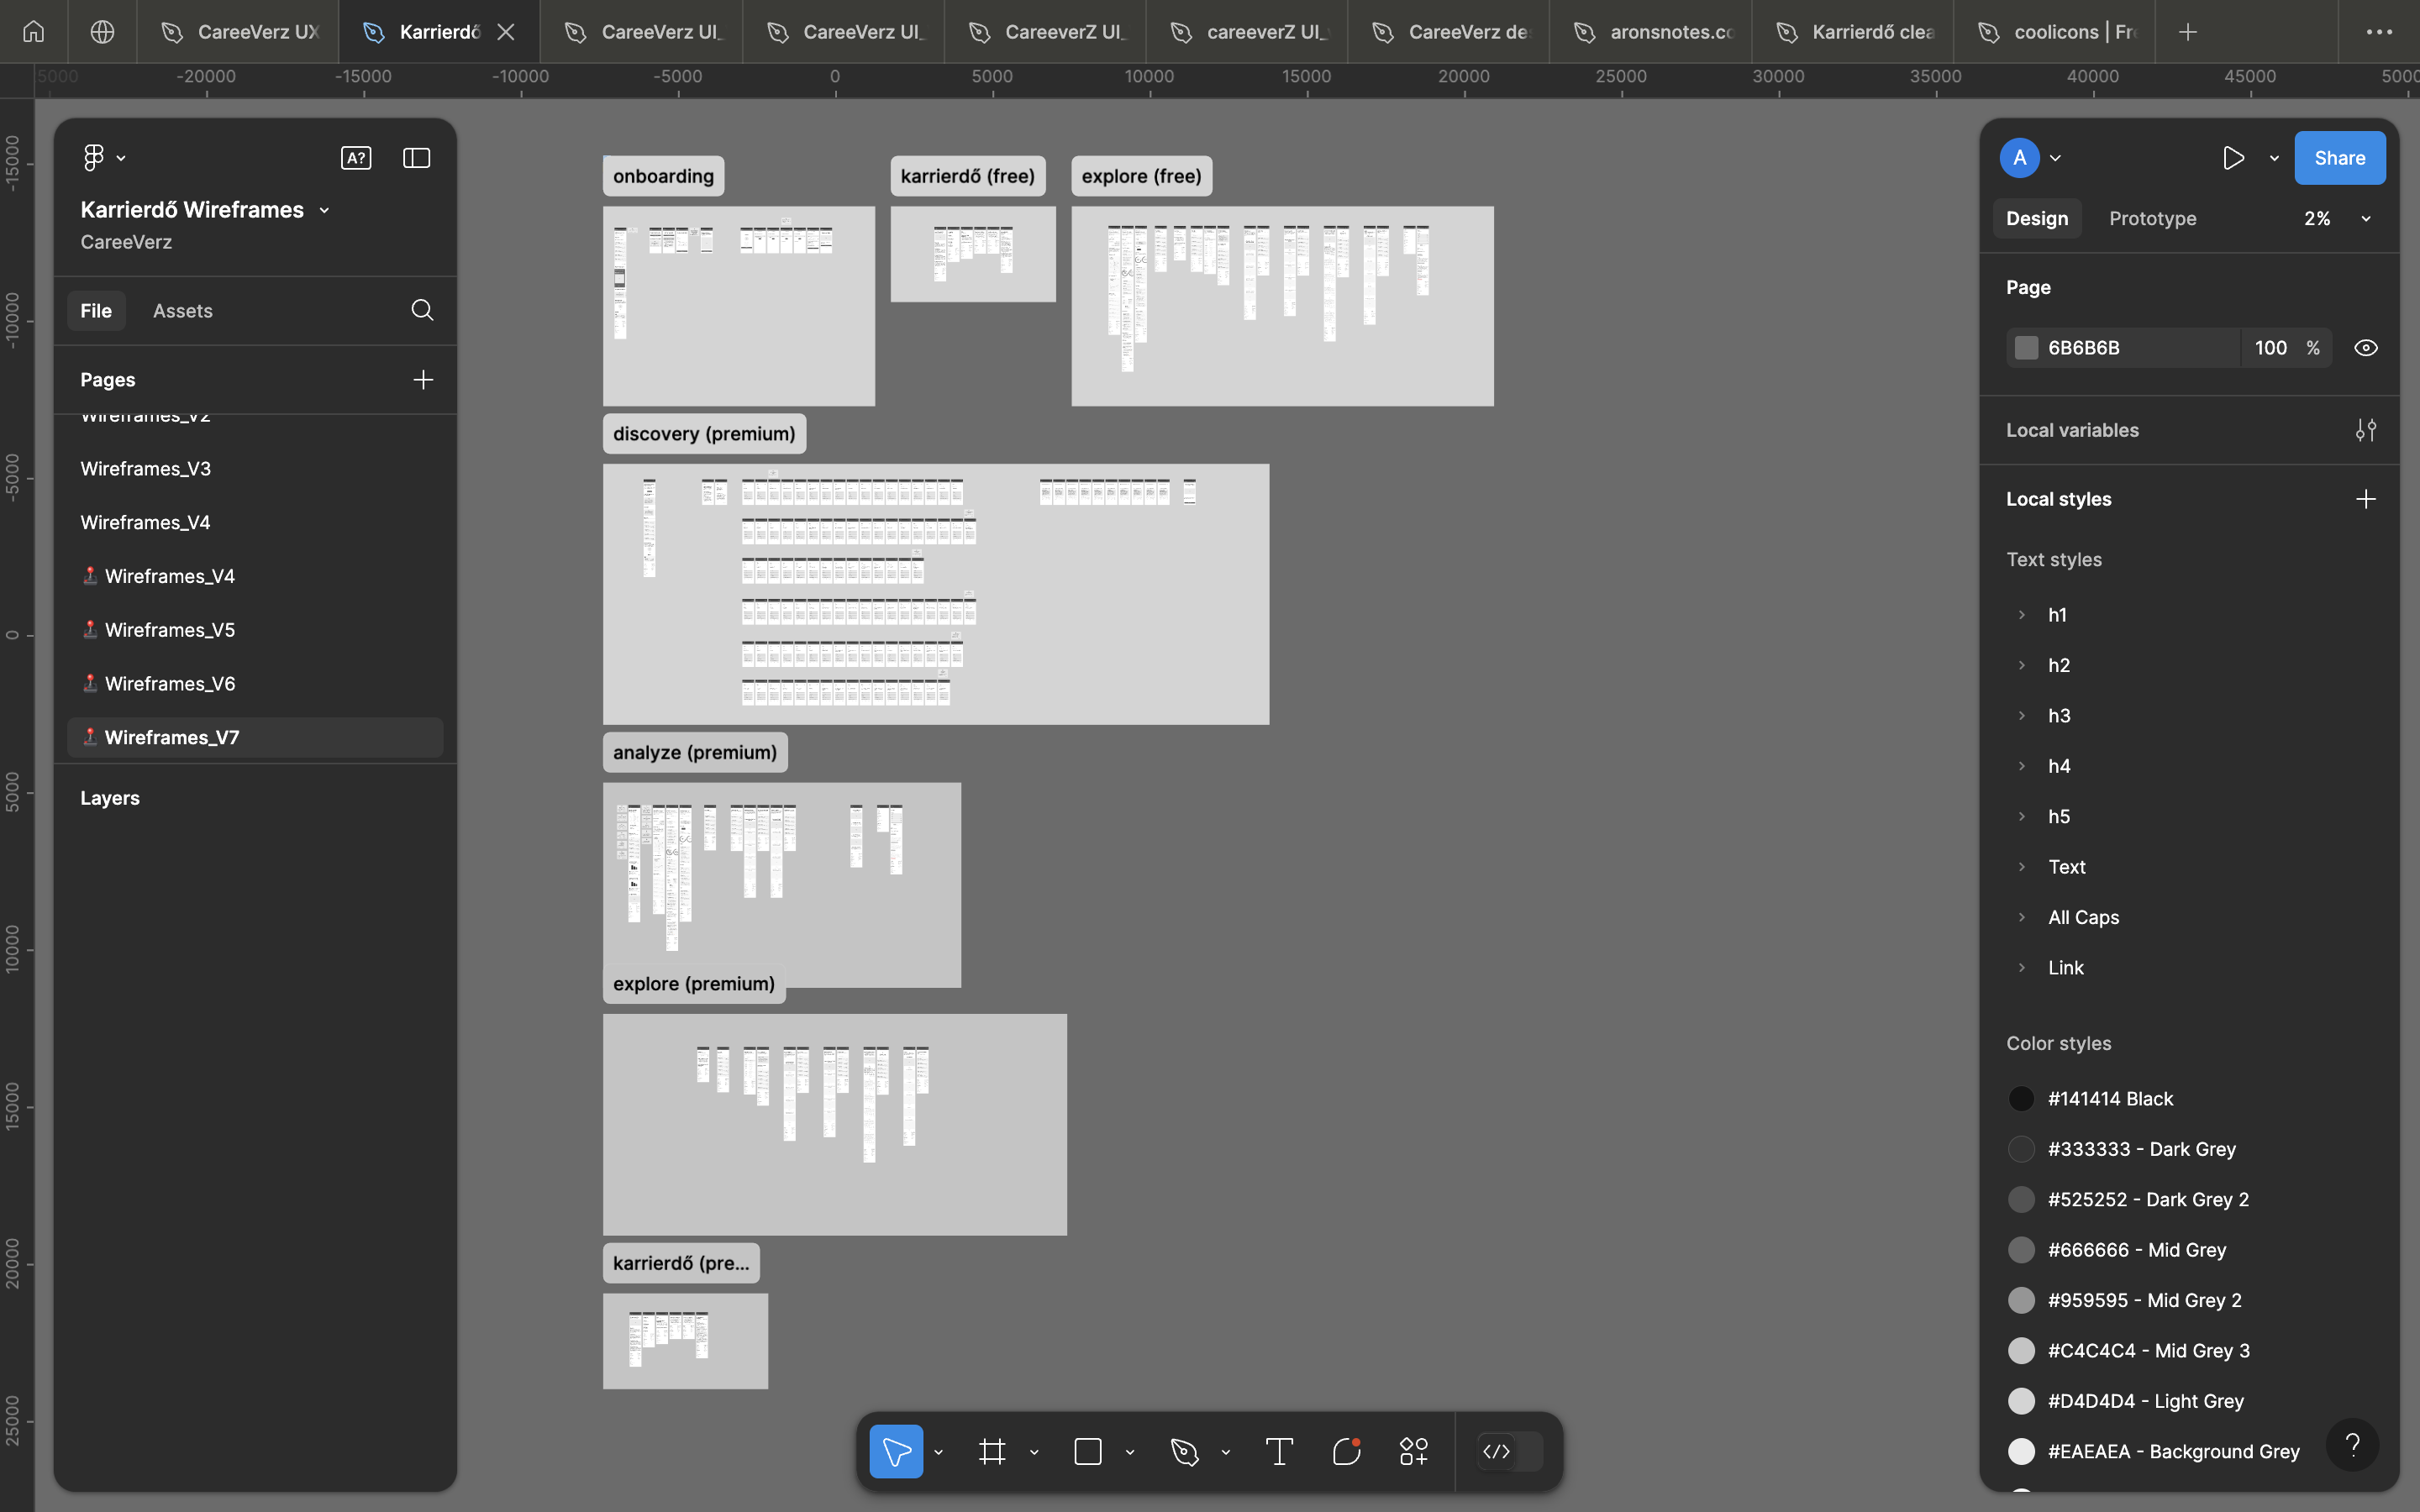 CareeVerz UX
Karrierdő
CareeVerz UI_
CareeVerz UI_
CareeverZ UI_
careeverZ UI_
CareeVerz de
aronsnotes.co
Karrierdő clea
coolicons | Fr
-20000
-15000
-10000
-5000
0
5000
10000
15000
20000
25000
30000
35000
40000
45000
-15000
-10000
-5000
0
5000
10000
15000
20000
25000
A?
Karrierdő Wireframes
CareeVerz
File
Assets
Pages
Wireframes_V2
Wireframes_V3
Wireframes_V4
Wireframes_V4
Wireframes_V5
Wireframes_V6
Wireframes_V7
Layers
onboarding
karrierdő (free)
explore (free)
discovery (premium)
analyze (premium)
explore (premium)
karrierdő (pre...
A
Share
Design
Prototype
2%
Page
6B6B6B
100
%
Local variables
Local styles
Text styles
h1
h2
h3
h4
h5
Text
All Caps
Link
Color styles
#141414 Black
#333333 - Dark Grey
#525252 - Dark Grey 2
#666666 - Mid Grey
#959595 - Mid Grey 2
#C4C4C4 - Mid Grey 3
#D4D4D4 - Light Grey
#EAEAEA - Background Grey
?